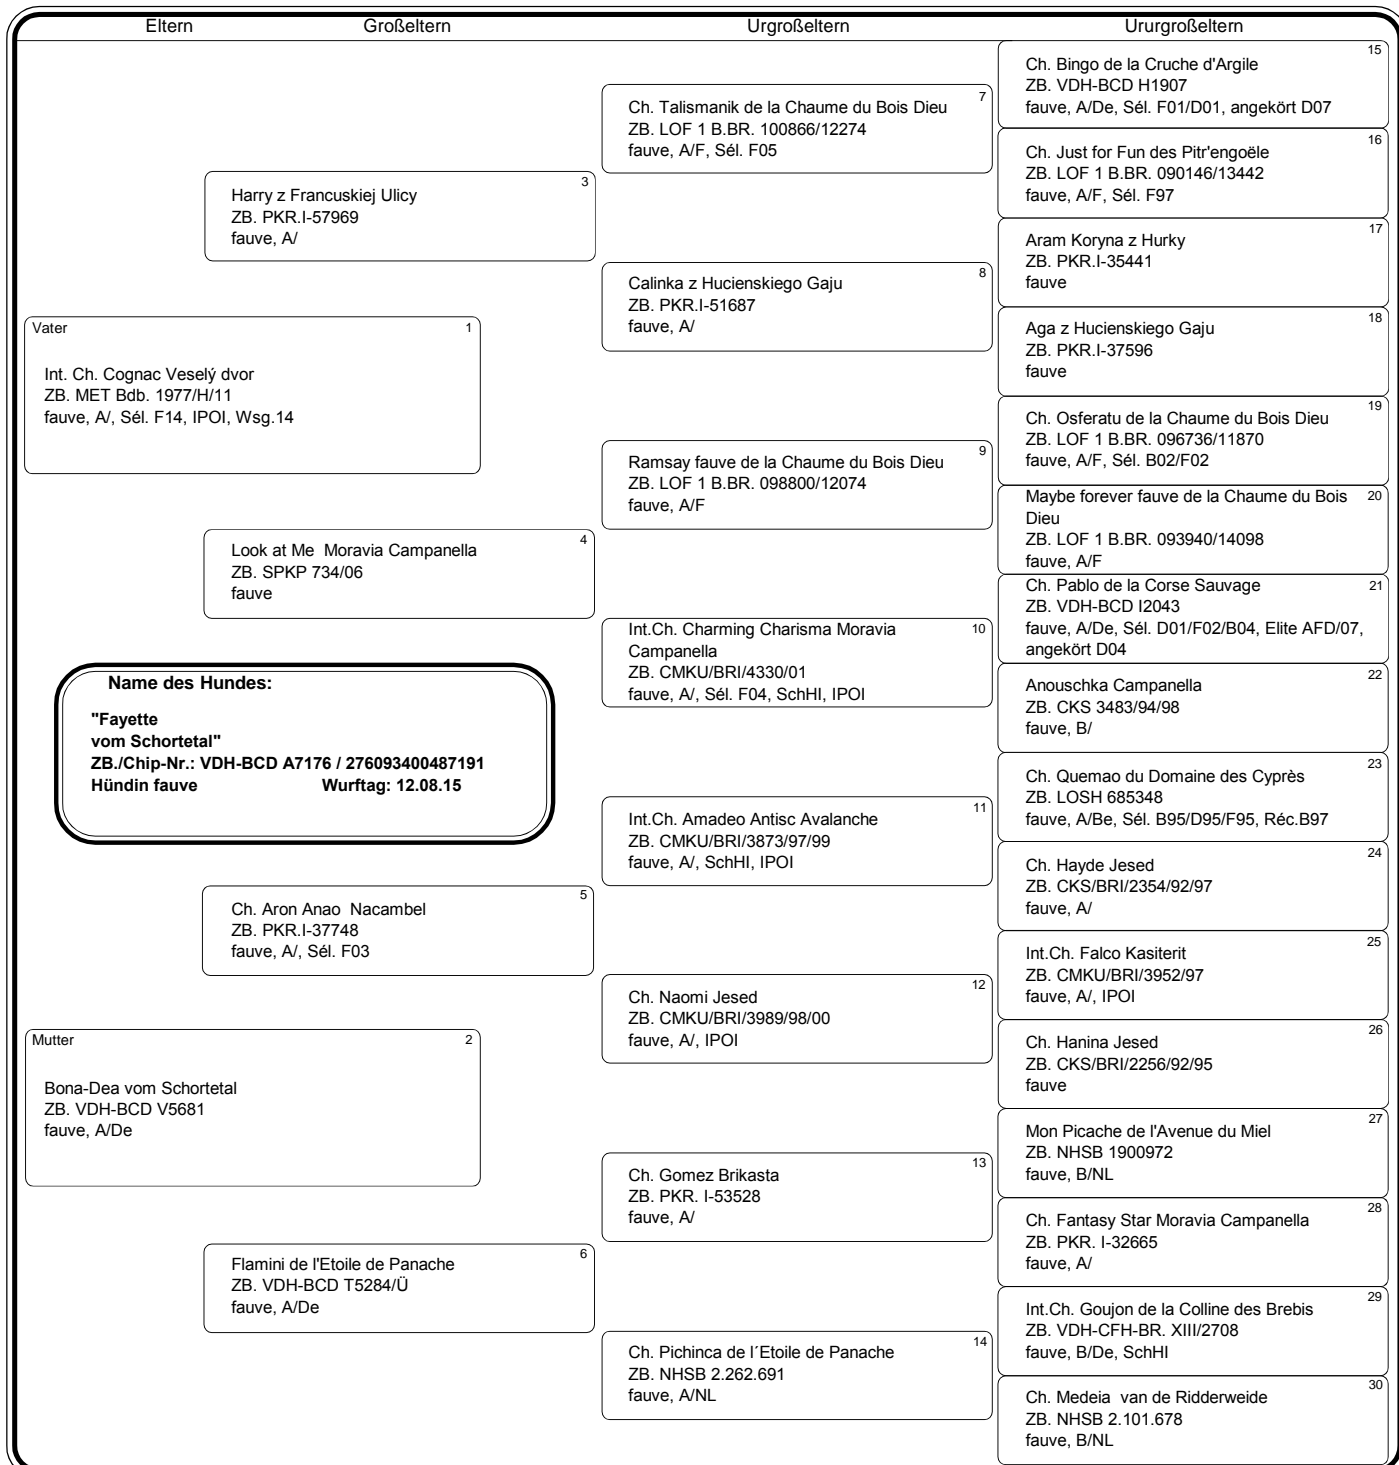 Eltern Großeltern Urgroßeltern Ururgroßeltern
Vater 1
Int. Ch. Cognac Veselý dvor
ZB. MET Bdb. 1977/H/11
fauve, A/, Sél. F14, IPOI, Wsg.14
Name des Hundes:
"Fayette
vom Schortetal"
ZB./Chip-Nr.: VDH-BCD A7176 / 276093400487191
Hündin fauve Wurftag: 12.08.15
Mutter 2
Bona-Dea vom Schortetal
ZB. VDH-BCD V5681
fauve, A/De
3
Harry z Francuskiej Ulicy
ZB. PKR.I-57969
fauve, A/
4
Look at Me Moravia Campanella
ZB. SPKP 734/06
fauve
5
Ch. Aron Anao Nacambel
ZB. PKR.I-37748
fauve, A/, Sél. F03
6
Flamini de l'Etoile de Panache
ZB. VDH-BCD T5284/Ü
fauve, A/De
7
Ch. Talismanik de la Chaume du Bois Dieu
ZB. LOF 1 B.BR. 100866/12274
fauve, A/F, Sél. F05
8
Calinka z Hucienskiego Gaju
ZB. PKR.I-51687
fauve, A/
9
Ramsay fauve de la Chaume du Bois Dieu
ZB. LOF 1 B.BR. 098800/12074
fauve, A/F
10
Int.Ch. Charming Charisma Moravia
Campanella
ZB. CMKU/BRI/4330/01
fauve, A/, Sél. F04, SchHI, IPOI
11
Int.Ch. Amadeo Antisc Avalanche
ZB. CMKU/BRI/3873/97/99
fauve, A/, SchHI, IPOI
12
Ch. Naomi Jesed
ZB. CMKU/BRI/3989/98/00
fauve, A/, IPOI
13
Ch. Gomez Brikasta
ZB. PKR. I-53528
fauve, A/
14
Ch. Pichinca de l´Etoile de Panache
ZB. NHSB 2.262.691
fauve, A/NL
15
Ch. Bingo de la Cruche d'Argile
ZB. VDH-BCD H1907
fauve, A/De, Sél. F01/D01, angekört D07
16
Ch. Just for Fun des Pitr'engoële
ZB. LOF 1 B.BR. 090146/13442
fauve, A/F, Sél. F97
17
Aram Koryna z Hurky
ZB. PKR.I-35441
fauve
18
Aga z Hucienskiego Gaju
ZB. PKR.I-37596
fauve
19
Ch. Osferatu de la Chaume du Bois Dieu
ZB. LOF 1 B.BR. 096736/11870
fauve, A/F, Sél. B02/F02
Maybe forever fauve de la Chaume du Bois 20
Dieu
ZB. LOF 1 B.BR. 093940/14098
fauve, A/F
Ch. Pablo de la Corse Sauvage 21
ZB. VDH-BCD I2043
fauve, A/De, Sél. D01/F02/B04, Elite AFD/07,
angekört D04
22
Anouschka Campanella
ZB. CKS 3483/94/98
fauve, B/
23
Ch. Quemao du Domaine des Cyprès
ZB. LOSH 685348
fauve, A/Be, Sél. B95/D95/F95, Réc.B97
24
Ch. Hayde Jesed
ZB. CKS/BRI/2354/92/97
fauve, A/
25
Int.Ch. Falco Kasiterit
ZB. CMKU/BRI/3952/97
fauve, A/, IPOI
26
Ch. Hanina Jesed
ZB. CKS/BRI/2256/92/95
fauve
27
Mon Picache de l'Avenue du Miel
ZB. NHSB 1900972
fauve, B/NL
28
Ch. Fantasy Star Moravia Campanella
ZB. PKR. I-32665
fauve, A/
29
Int.Ch. Goujon de la Colline des Brebis
ZB. VDH-CFH-BR. XIII/2708
fauve, B/De, SchHI
30
Ch. Medeia van de Ridderweide
ZB. NHSB 2.101.678
fauve, B/NL